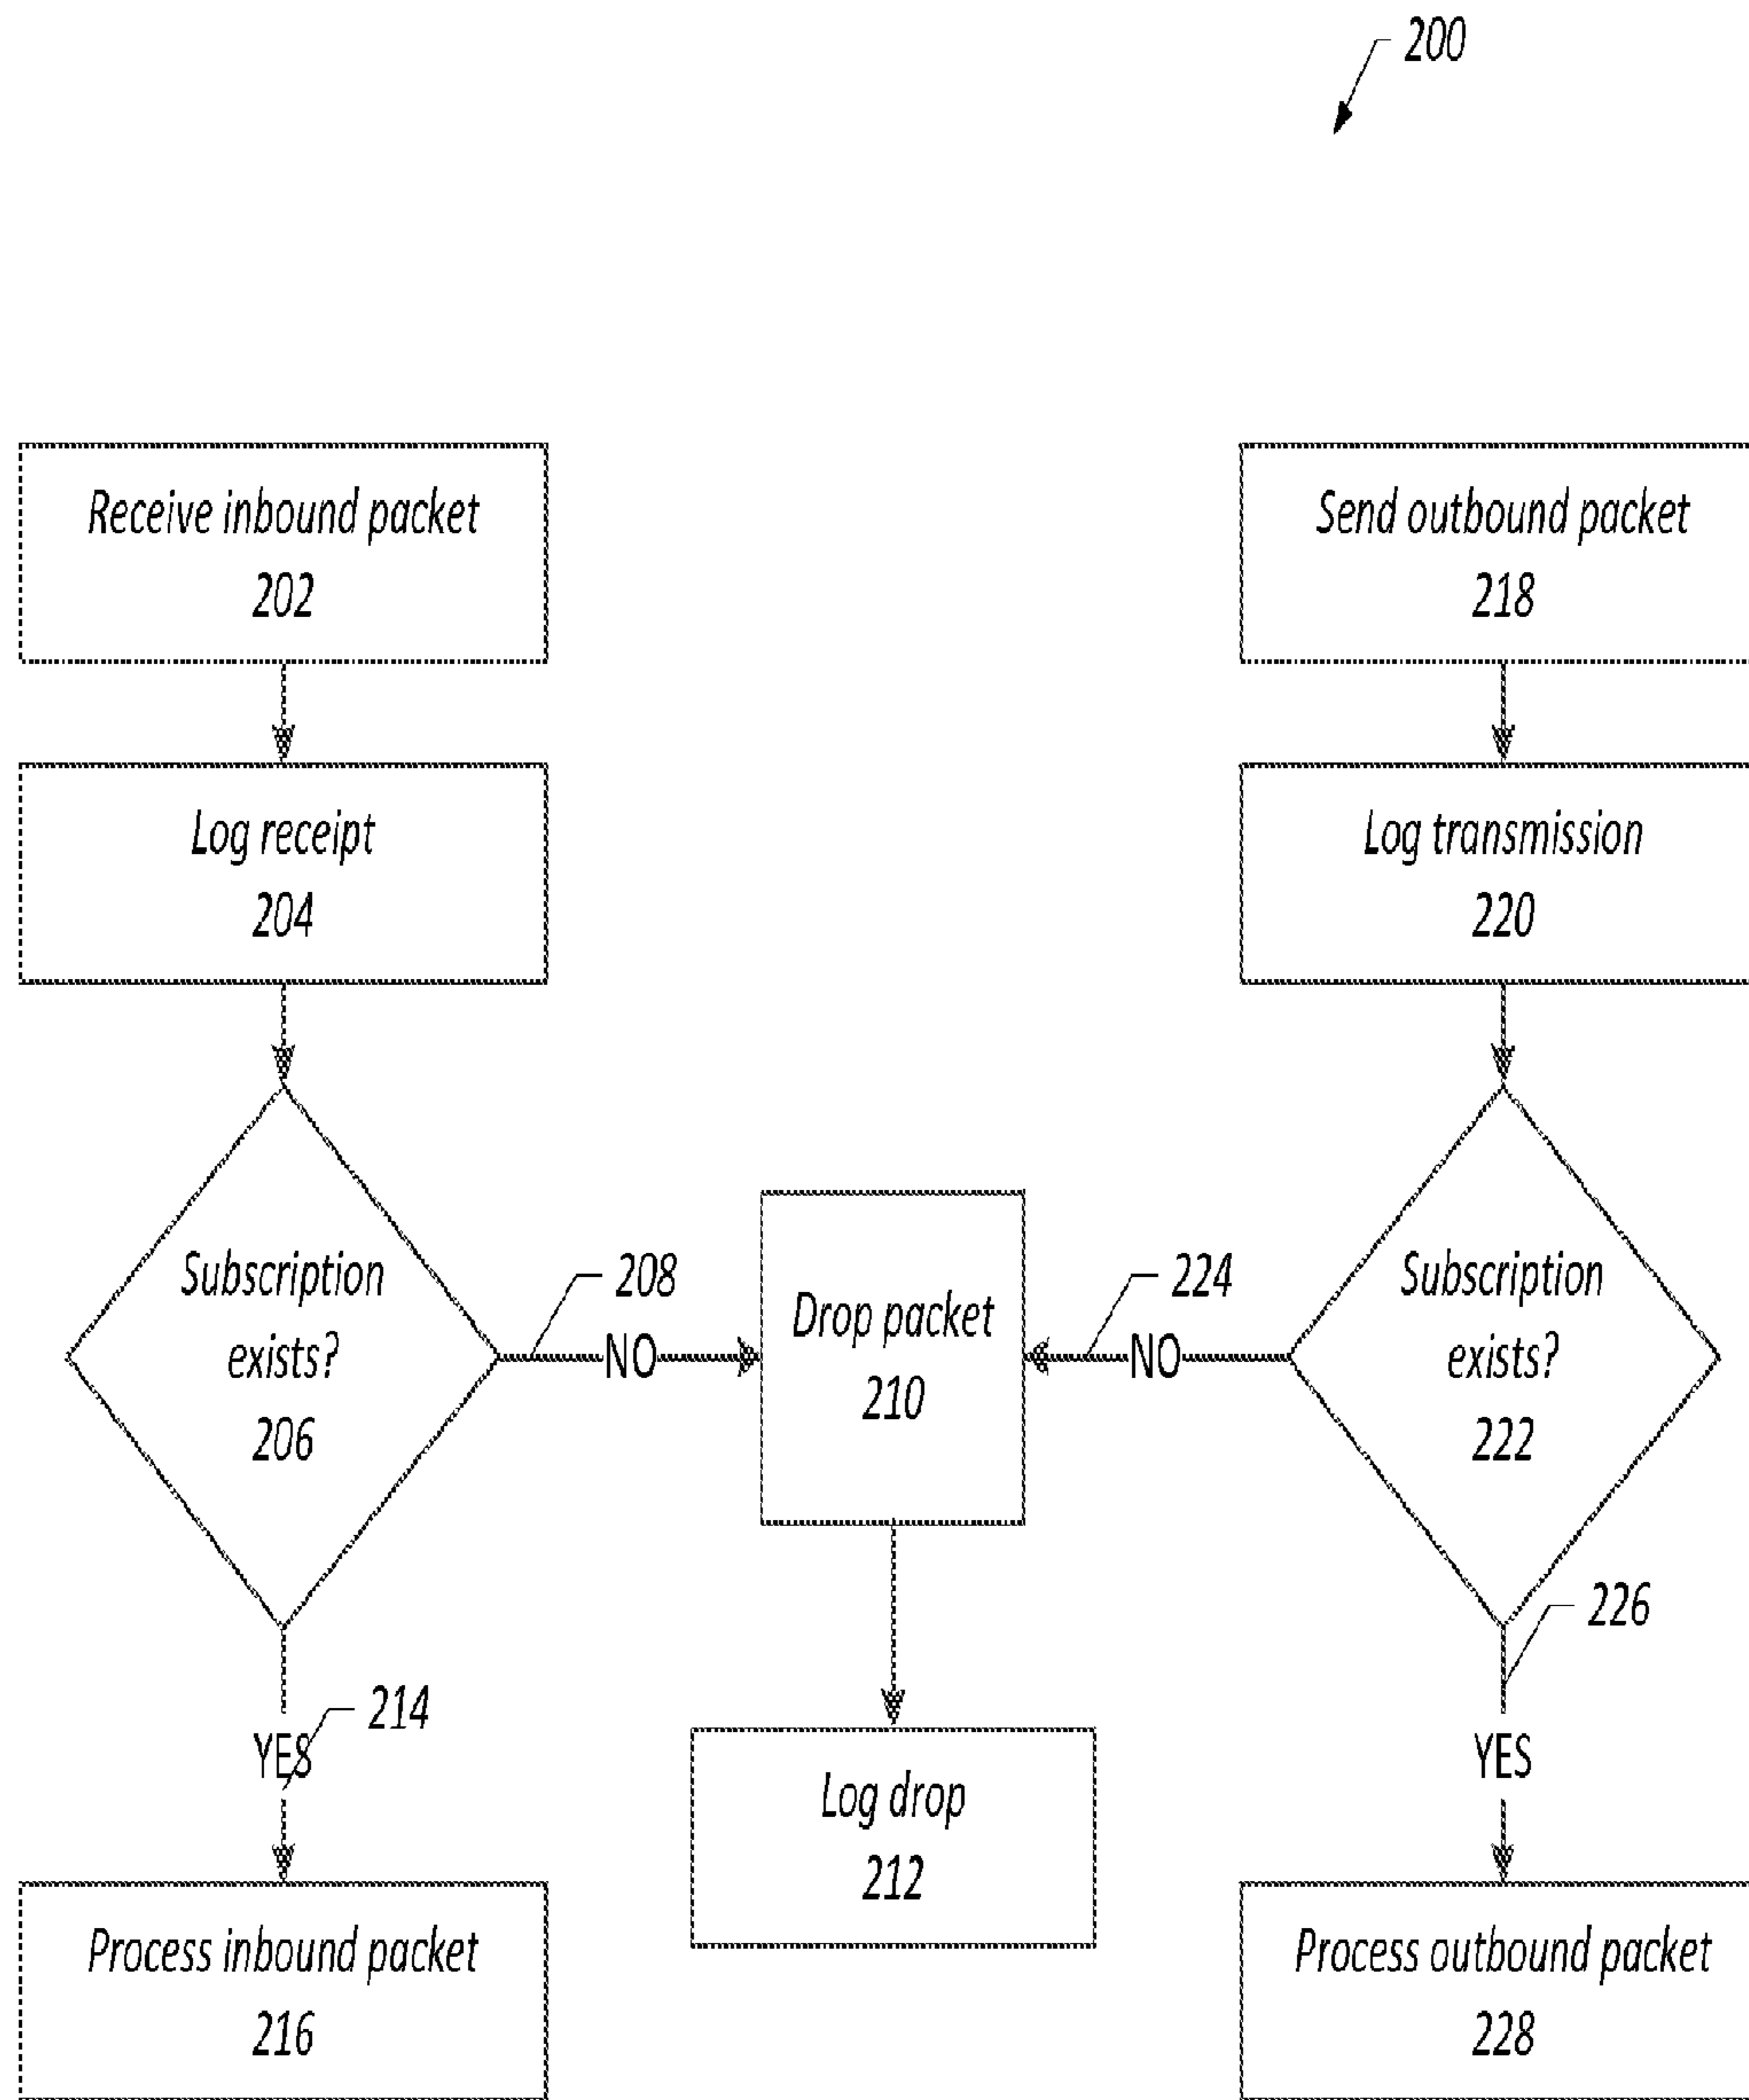 200
Receive inbound packet
202
Log receipt
204
Subscription
exists?
206
208
NO
214
YES
Process inbound packet
216
Drop packet
210
Log drop
212
Send outbound packet
218
Log transmission
220
Subscription
exists?
222
224
NO
226
YES
Process outbound packet
228